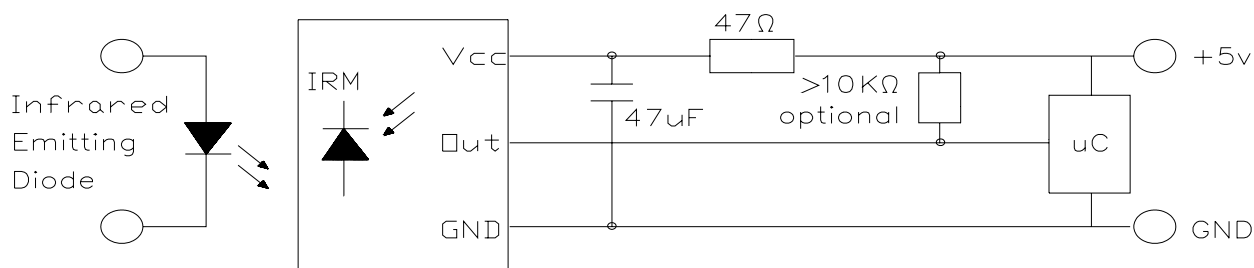 Infrared
Emitting
Diode
IRM
Vcc
Out
GND
47Ω
47uF
>10KΩ
optional
uC
+5v
GND